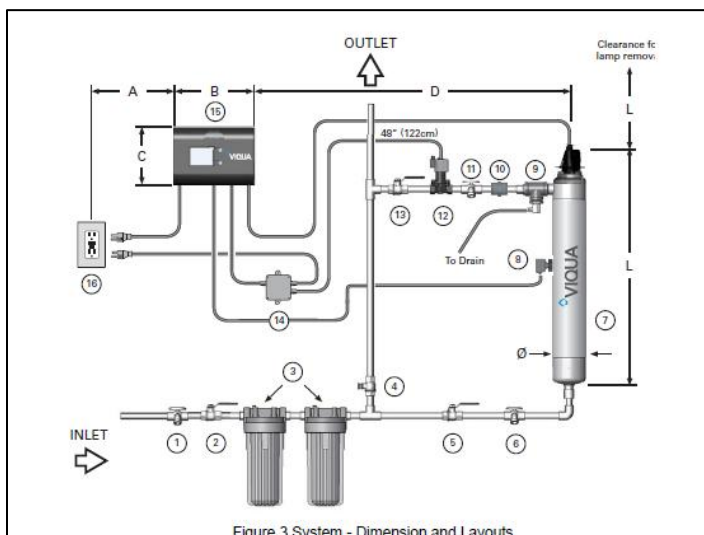 OUTLET
Clearance fo
lamp remova
A
B
D
L
15
C
VIQUA
48" (122cm)
11
10
9
13
12
To Drain
8
16
14
L
VIQUA
7
Ø
3
4
INLET
1
2
5
6
Figure 3 System - Dimension and Layouts